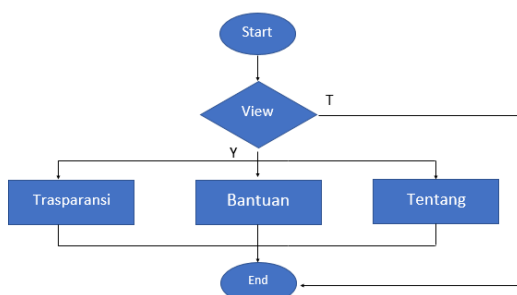 Start
View
T
Y
Trasparansi
Bantuan
Tentang
End